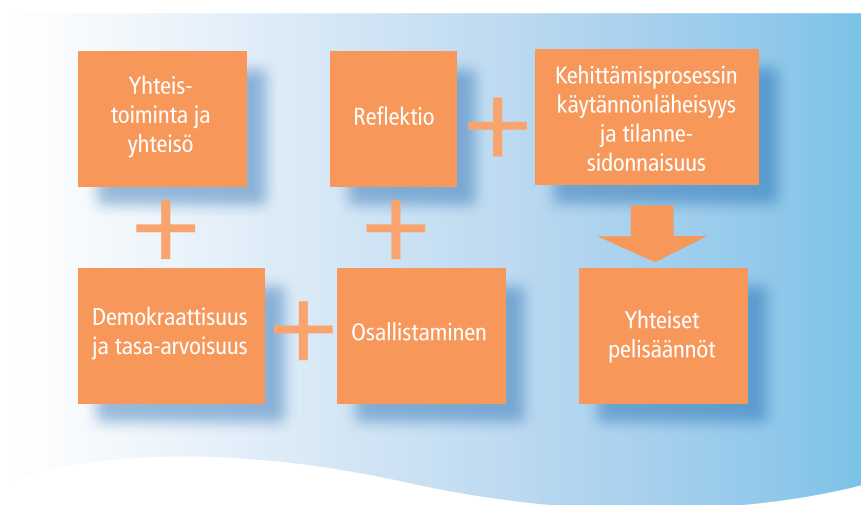 Yhteis-
toiminta ja
yhteisö
Demokraattisuus
ja tasa-arvoisuus
Osallistaminen
Reflektio
Kehittämisprosessin
käytännönläheisyys
ja tilanne-
sidonnaisuus
Yhteiset
pelisäännöt